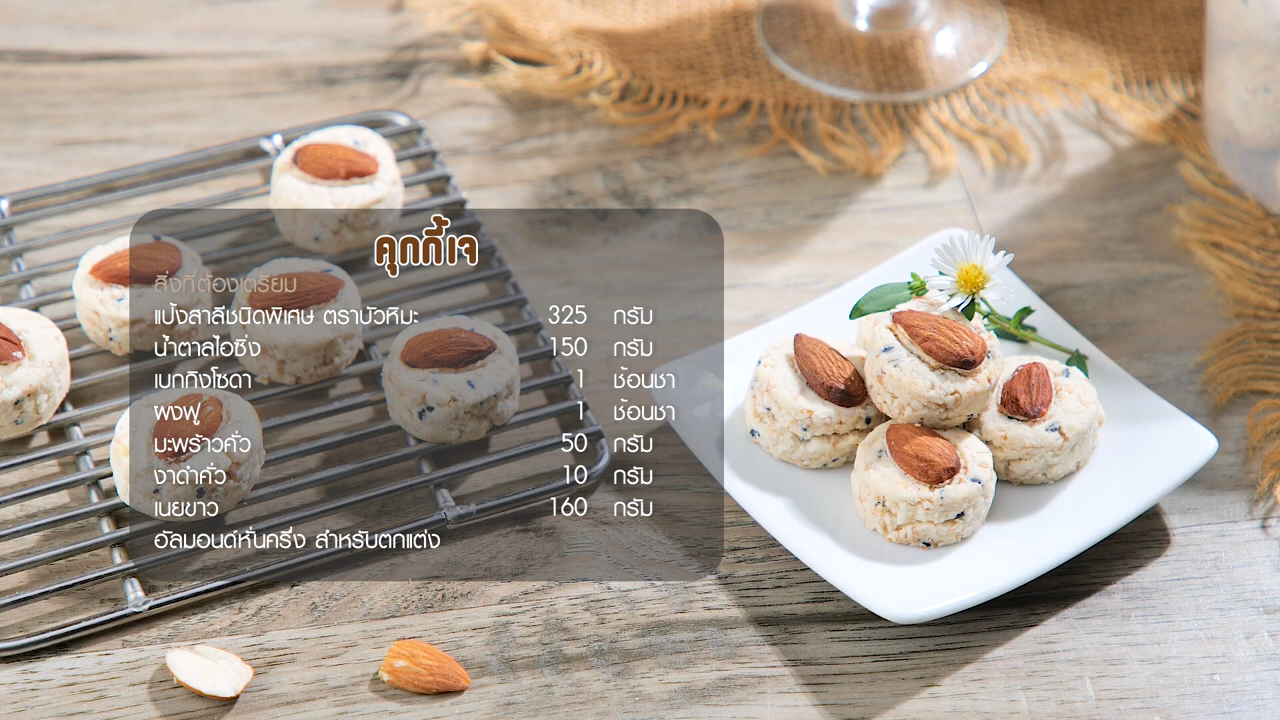 คุกกี้เจ
สิ่งที่ต้องเตรียม
แป้งสาลีชนิดพิเศษ ตราบัวหิมะ 325 กรัม
น้ำตาลไอซิ่ง 150 กรัม
เบกกิงโซดา 1 ช้อนชา
ผงฟู 1 ช้อนชา
มะพร้าวคั่ว 50 กรัม
งาดำคั่ว 10 กรัม
เนยขาว 160 กรัม
อัลมอนด์หั่นครึ่ง สำหรับตกแต่ง